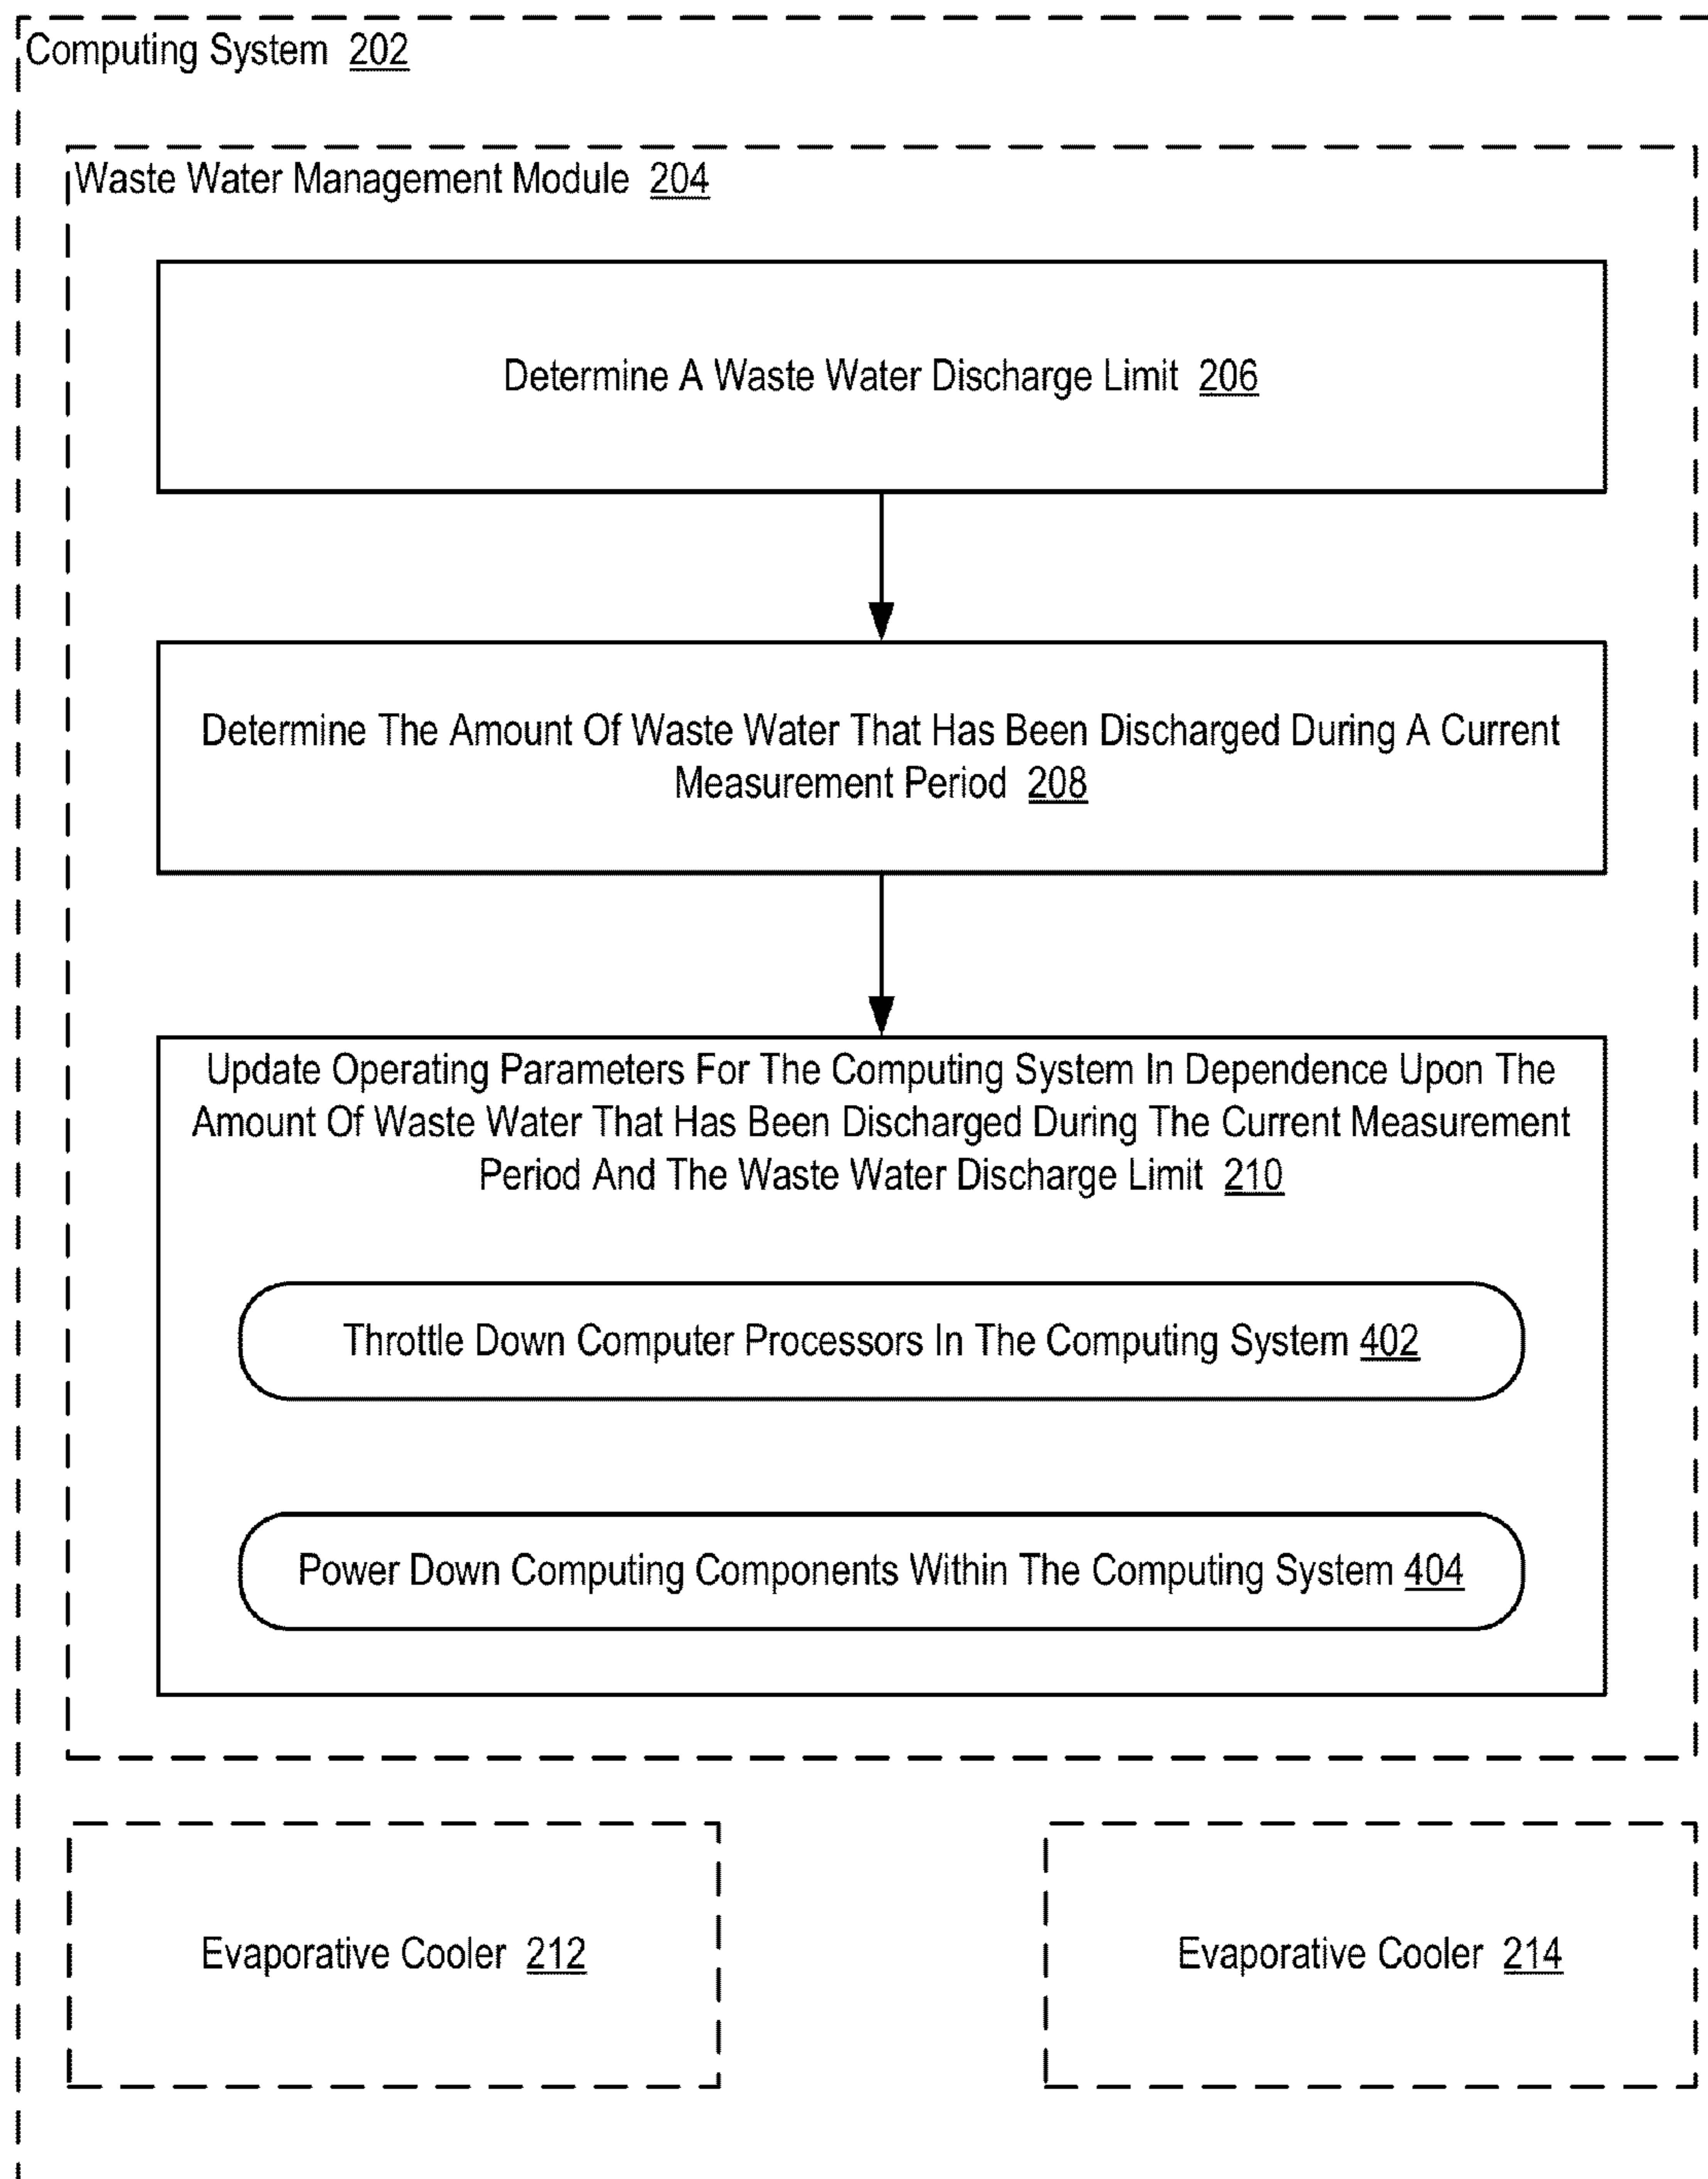 Computing System 202
Waste Water Management Module 204
Determine A Waste Water Discharge Limit 206
Determine The Amount Of Waste Water That Has Been Discharged During A Current
Measurement Period 208
Update Operating Parameters For The Computing System In Dependence Upon The
Amount Of Waste Water That Has Been Discharged During The Current Measurement
Period And The Waste Water Discharge Limit 210
Throttle Down Computer Processors In The Computing System 402
Power Down Computing Components Within The Computing System 404
Evaporative Cooler 212
Evaporative Cooler 214